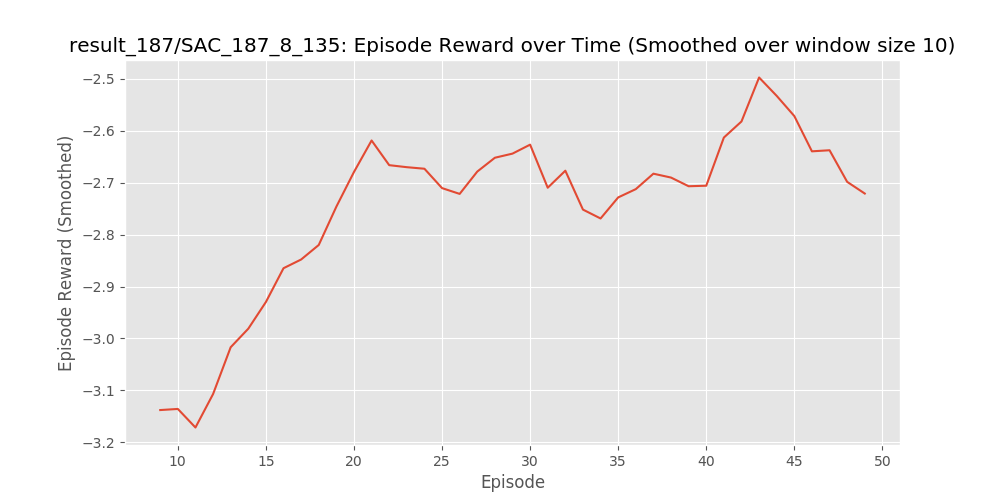 result_187/SAC_187_8_135: Episode Reward over Time (Smoothed over window size 10)
Episode Reward (Smoothed)
−2.5
−2.6
−2.7
−2.8
−2.9
−3.0
−3.1
−3.2
10 15 20 25 30 35 40 45 50
Episode